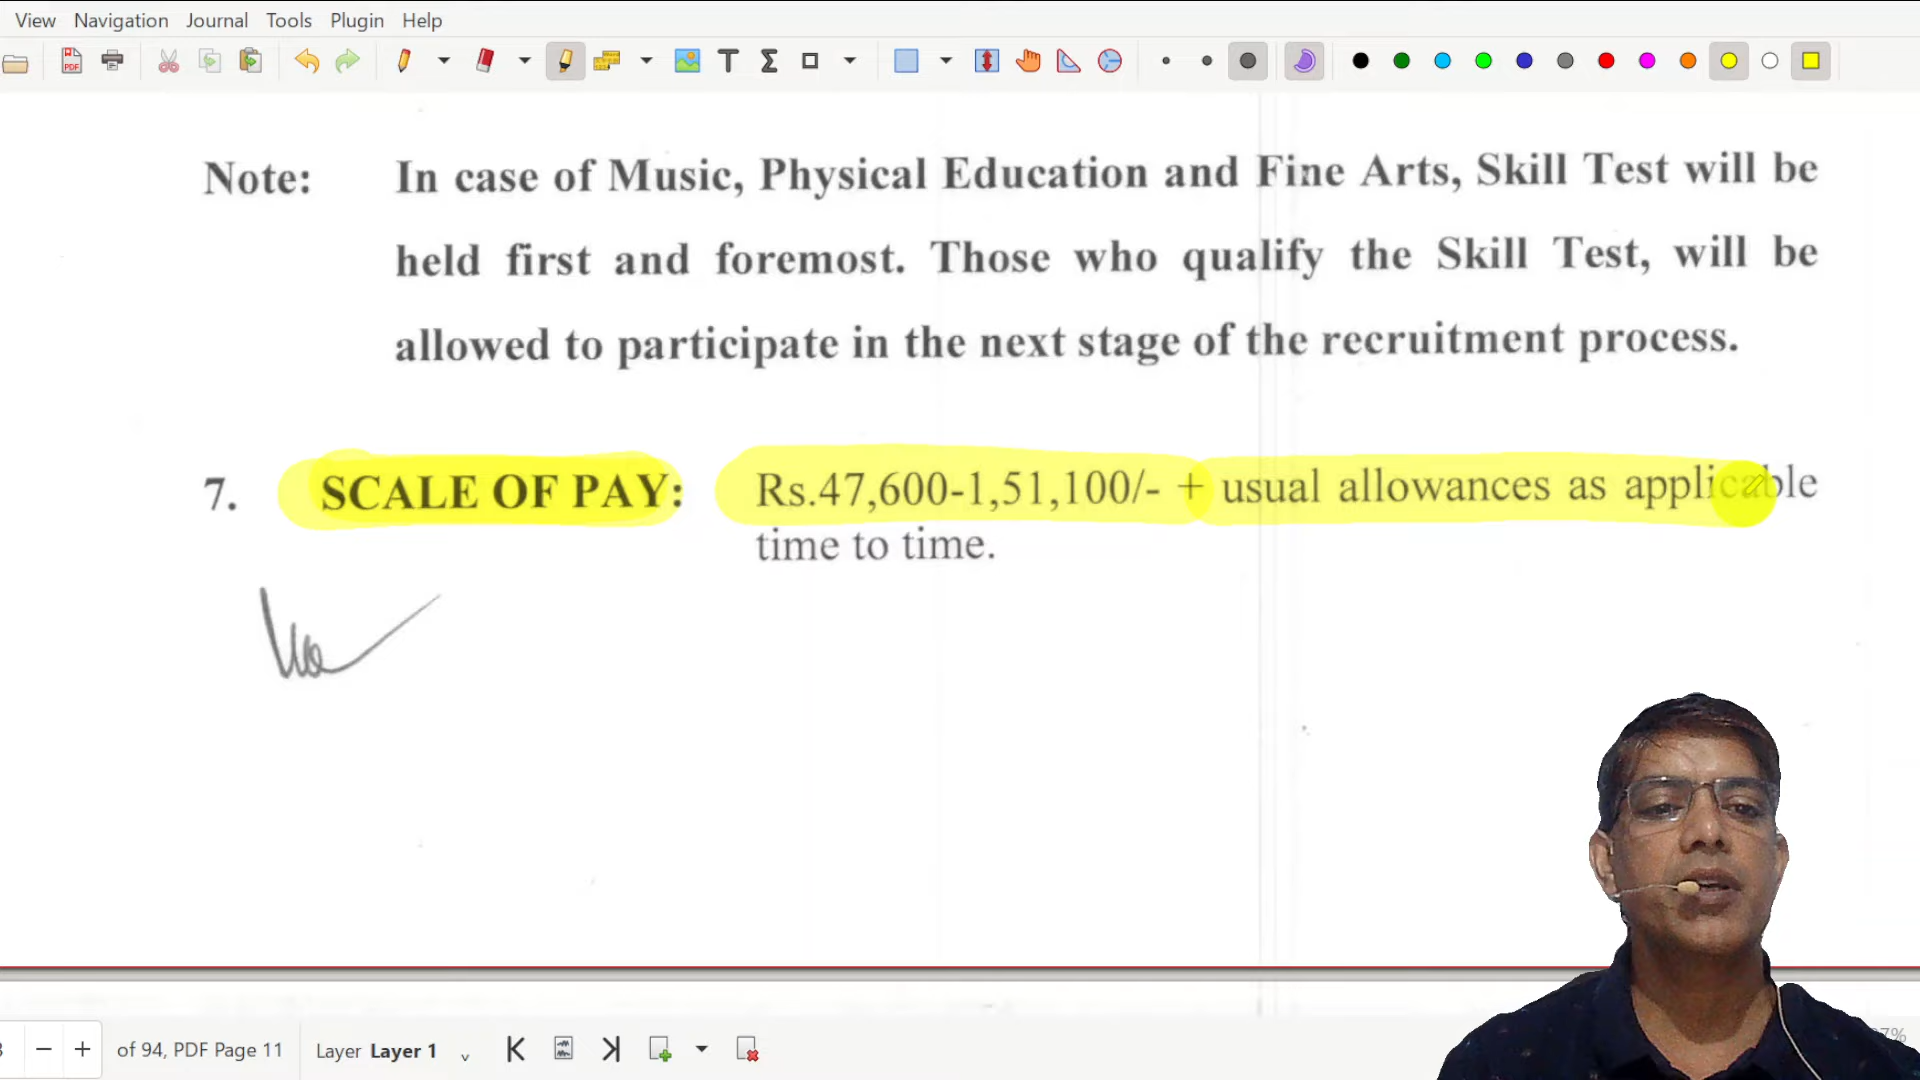 View Navigation Journal Tools Plugin Help
Note: In case of Music, Physical Education and Fine Arts, Skill Test will be
held first and foremost. Those who qualify the Skill Test, will be
allowed to participate in the next stage of the recruitment process.
7. SCALE OF PAY: Rs.47,600-1,51,100/- + usual allowances as applicable
time to time.
of 94, PDF Page 11 Layer Layer 1